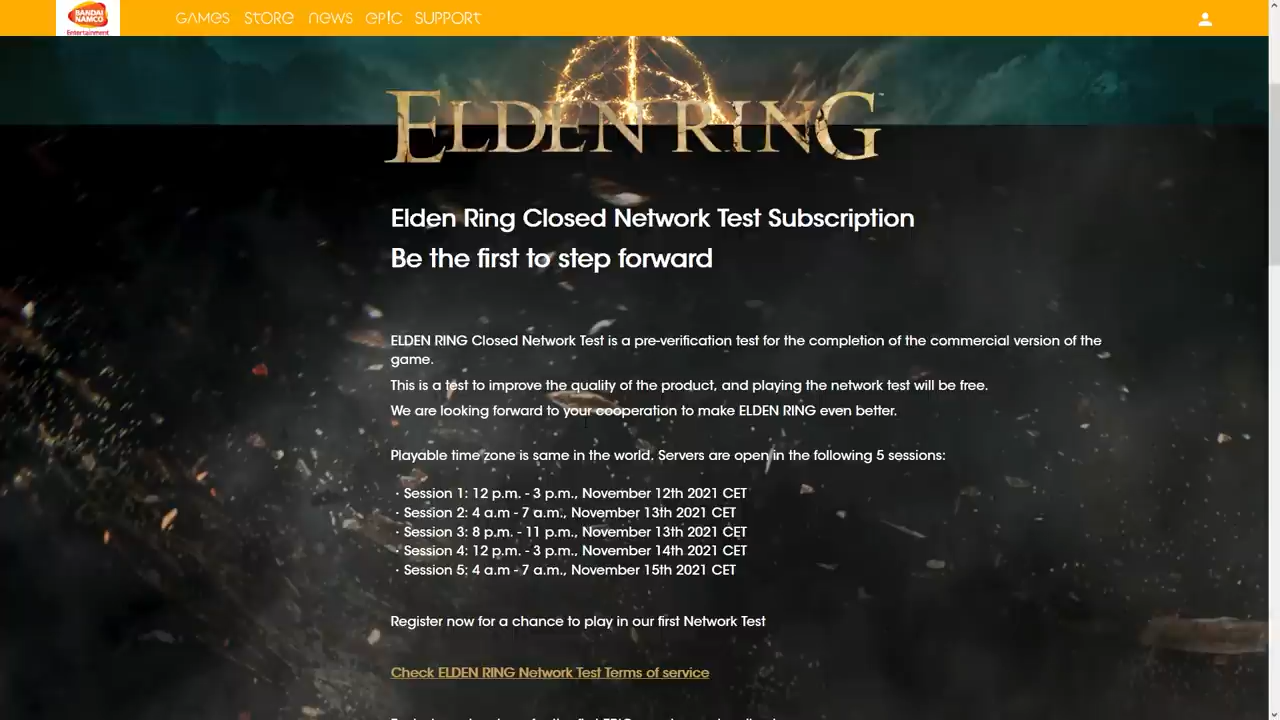 BANDAI
NAMCO
Entertainment
GAMES STORE NEWS EPIC SUPPORT
ELDEN RING
Elden Ring Closed Network Test Subscription
Be the first to step forward
ELDEN RING Closed Network Test is a pre-verification test for the completion of the commercial version of the
game.
This is a test to improve the quality of the product, and playing the network test will be free.
We are looking forward to your cooperation to make ELDEN RING even better.
Playable time zone is same in the world. Servers are open in the following 5 sessions:
· Session 1: 12 p.m. - 3 p.m., November 12th 2021 CET
· Session 2: 4 a.m - 7 a.m., November 13th 2021 CET
· Session 3: 8 p.m. - 11 p.m., November 13th 2021 CET
· Session 4: 12 p.m. - 3 p.m., November 14th 2021 CET
· Session 5: 4 a.m - 7 a.m., November 15th 2021 CET
Register now for a chance to play in our first Network Test
Check ELDEN RING Network Test Terms of service